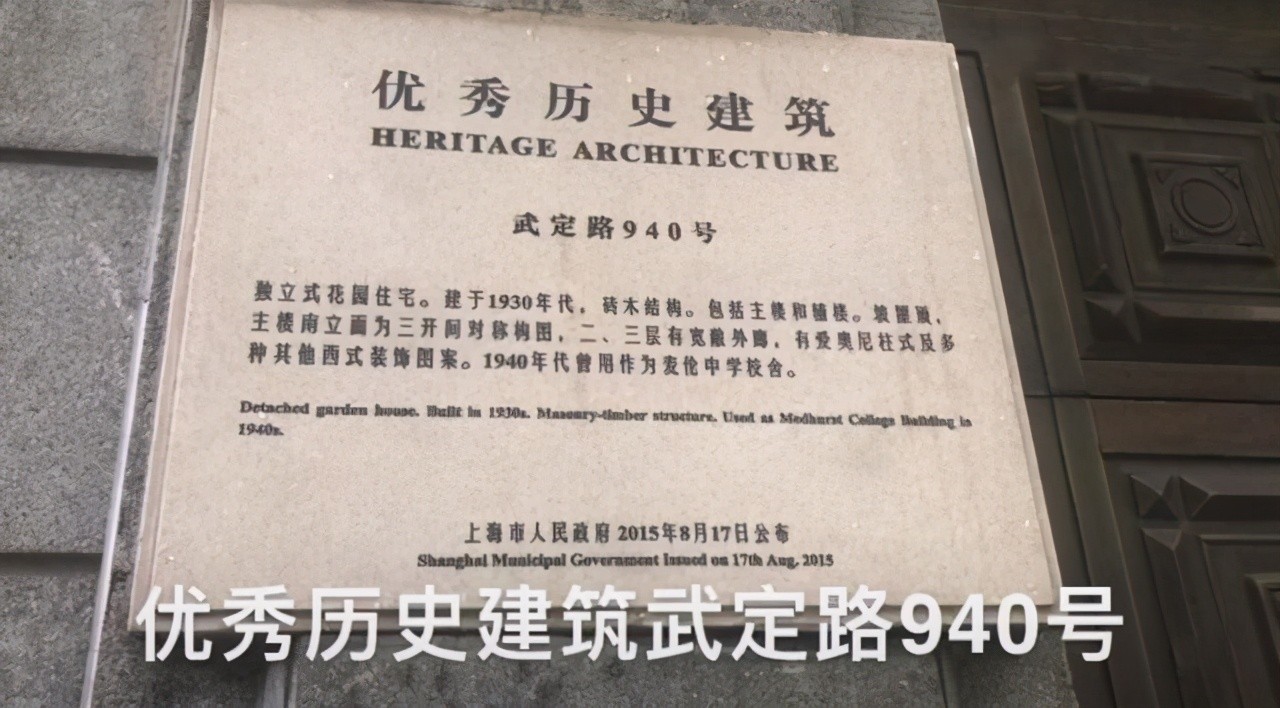 优秀历史建筑
HERITAGE ARCHITECTURE
武定路940号
独立式花园住宅。建于1930年代，砖木结构。包括主楼和辅楼。坡屋顶，
主楼南立面为三开间对称构图，二、三层有宽敞外廊，有爱奥尼柱式及多
种其他西式装饰图案。1940年代曾用作为麦伦中学校舍。
Detached garden house. Built in 1930s. Masonry-timber structure. Used as Medhurst College Building in
1940s.
上海市人民政府 2015年8月17日公布
Shanghai Municipal Government Issued on 17th Aug. 2015
优秀历史建筑武定路940号